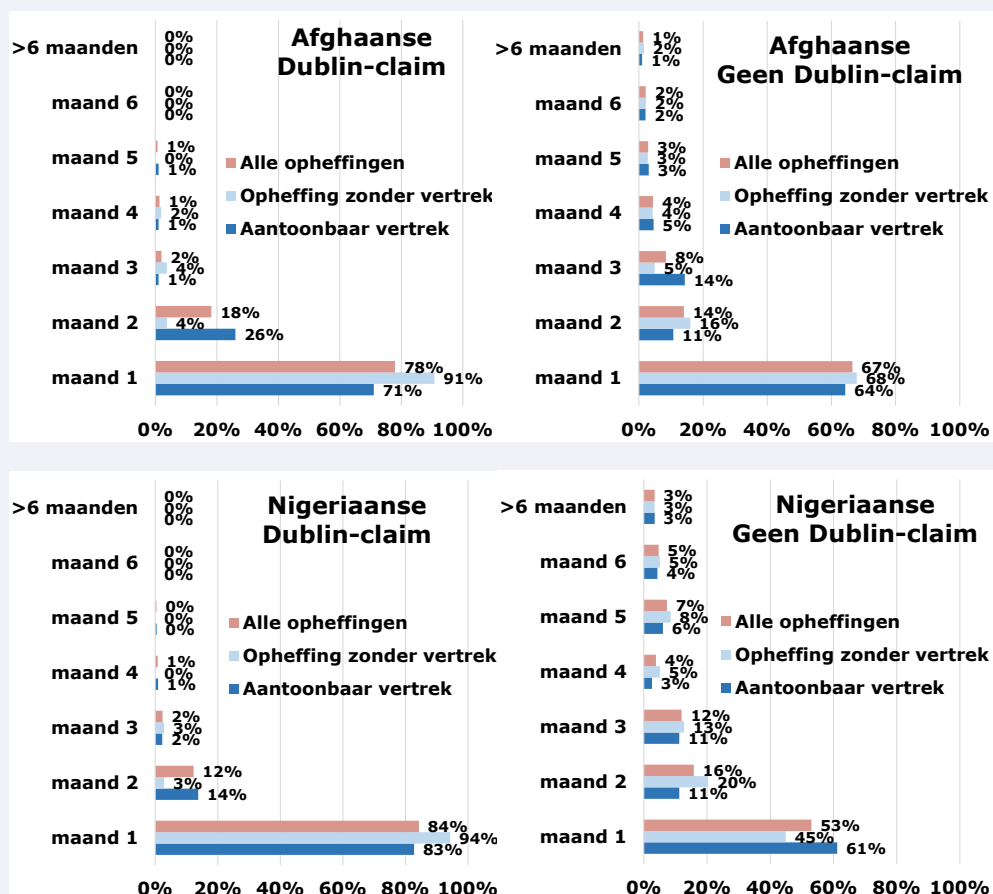 Afghaanse
Dublin-claim
>6 maanden
0%
0%
0%
maand 6
0%
0%
0%
maand 5
1%
0%
1%
maand 4
1%
2%
1%
maand 3
2%
4%
1%
maand 2
18%
4%
26%
maand 1
78%
91%
71%
Alle opheffingen
Opheffing zonder vertrek
Aantoonbaar vertrek
0% 20% 40% 60% 80% 100%
Afghaanse
Geen Dublin-claim
>6 maanden
1%
2%
1%
maand 6
2%
2%
2%
maand 5
3%
3%
3%
maand 4
4%
4%
5%
maand 3
8%
5%
14%
maand 2
14%
16%
11%
maand 1
67%
68%
64%
Alle opheffingen
Opheffing zonder vertrek
Aantoonbaar vertrek
0% 20% 40% 60% 80% 100%
Nigeriaanse
Dublin-claim
>6 maanden
0%
0%
0%
maand 6
0%
0%
0%
maand 5
0%
0%
0%
maand 4
1%
0%
1%
maand 3
2%
3%
2%
maand 2
12%
3%
14%
maand 1
84%
94%
83%
Alle opheffingen
Opheffing zonder vertrek
Aantoonbaar vertrek
0% 20% 40% 60% 80% 100%
Nigeriaanse
Geen Dublin-claim
>6 maanden
3%
3%
3%
maand 6
5%
5%
4%
maand 5
7%
8%
6%
maand 4
4%
5%
3%
maand 3
12%
13%
11%
maand 2
16%
20%
11%
maand 1
53%
45%
61%
Alle opheffingen
Opheffing zonder vertrek
Aantoonbaar vertrek
0% 20% 40% 60% 80% 100%